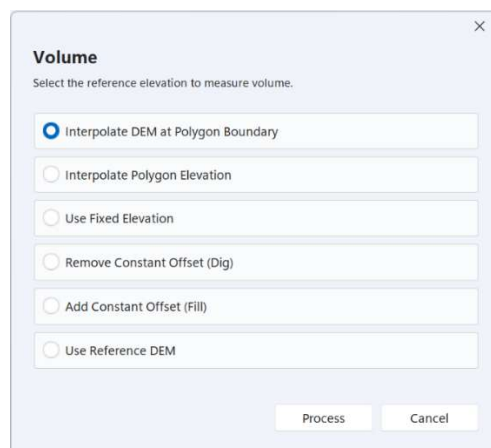 Volume
Select the reference elevation to measure volume.
Interpolate DEM at Polygon Boundary
Interpolate Polygon Elevation
Use Fixed Elevation
Remove Constant Offset (Dig)
Add Constant Offset (Fill)
Use Reference DEM
Process Cancel